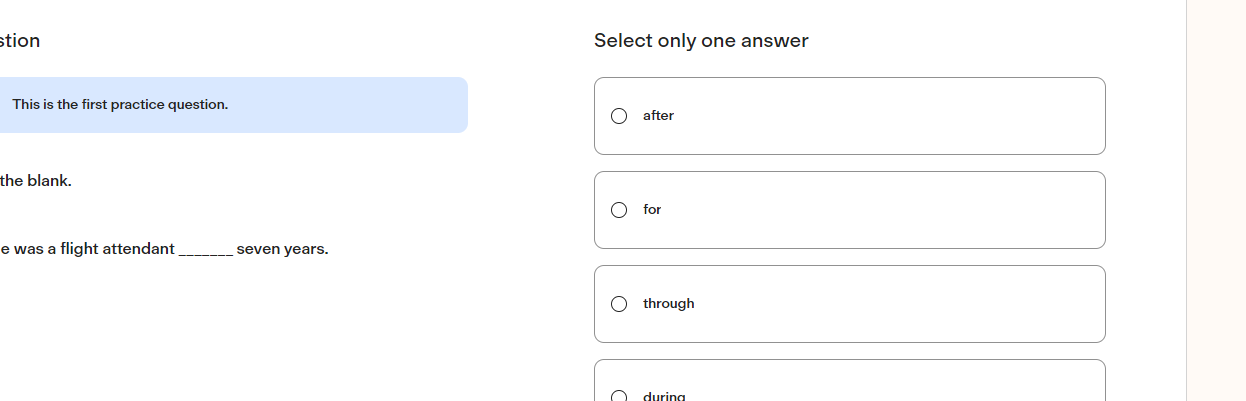 stion
This is the first practice question.
the blank.
e was a flight attendant _______ seven years.
Select only one answer
after
for
through
during